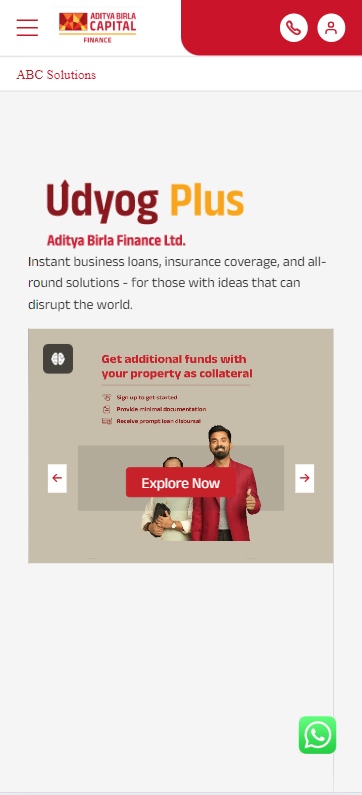 ADITYA BIRLA
CAPITAL
FINANCE
ABC Solutions
Udyog Plus
Aditya Birla Finance Ltd.
Instant business loans, insurance coverage, and all-
round solutions - for those with ideas that can
disrupt the world.
Get additional funds with
your property as collateral
Sign up to get started
Provide minimal documentation
Receive prompt loan disbursal
Explore Now